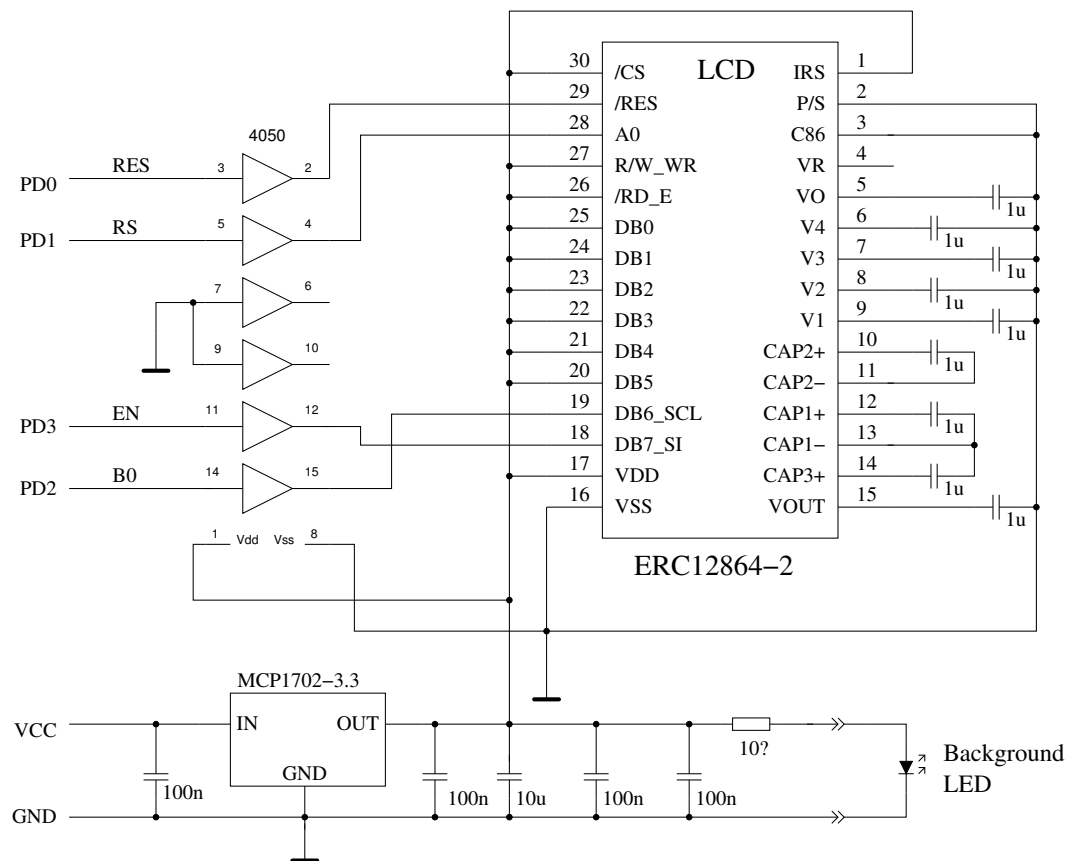 LCD
30 /CS IRS 1
29 /RES P/S 2
28 A0 C86 3
27 R/W_WR VR 4
26 /RD_E VO 5 1u
25 DB0 V4 6 1u
24 DB1 V3 7 1u
23 DB2 V2 8 1u
22 DB3 V1 9 1u
21 DB4 CAP2+ 10 1u
20 DB5 CAP2− 11
19 DB6_SCL CAP1+ 12 1u
18 DB7_SI CAP1− 13
17 VDD CAP3+ 14 1u
16 VSS VOUT 15 1u
ERC12864−2
4050
PD0 RES 3 2
PD1 RS 5 4
7 6
9 10
PD3 EN 11 12
PD2 B0 14 15
1 Vdd Vss 8
MCP1702−3.3
VCC IN OUT
GND
10?
100n 100n 10u 100n 100n
GND
Background
LED